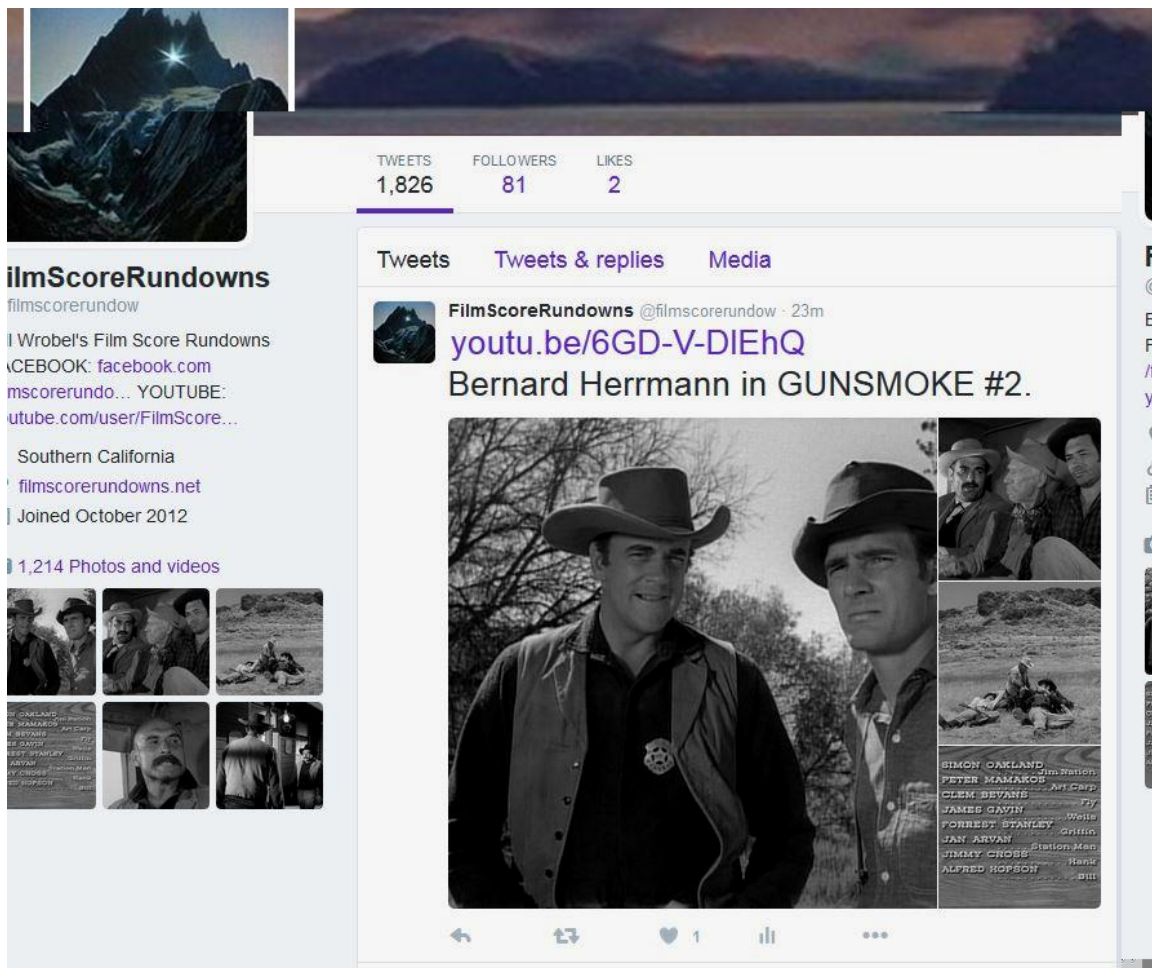 TWEETS FOLLOWERS LIKES
1,826 81 2
ilmScoreRundowns
filmscorerundow
ll Wrobel's Film Score Rundowns
ACEBOOK: facebook.com
mscorerundo… YOUTUBE:
outube.com/user/FilmScore…
Southern California
filmscorerundowns.net
Joined October 2012
1,214 Photos and videos
Tweets Tweets & replies Media
FilmScoreRundowns @filmscorerundow · 23m
youtu.be/6GD-V-DlEhQ
Bernard Herrmann in GUNSMOKE #2.
SIMON OAKLAND
Jim Nation
PETER MAMAKOS
Art Carp
CLEM BEVANS
Fly
JAMES GAVIN
Wells
FORREST STANLEY
Griffin
JAN ARVAN
Station Man
JIMMY CROSS
Hank
ALFRED HOPSON
Bill
1